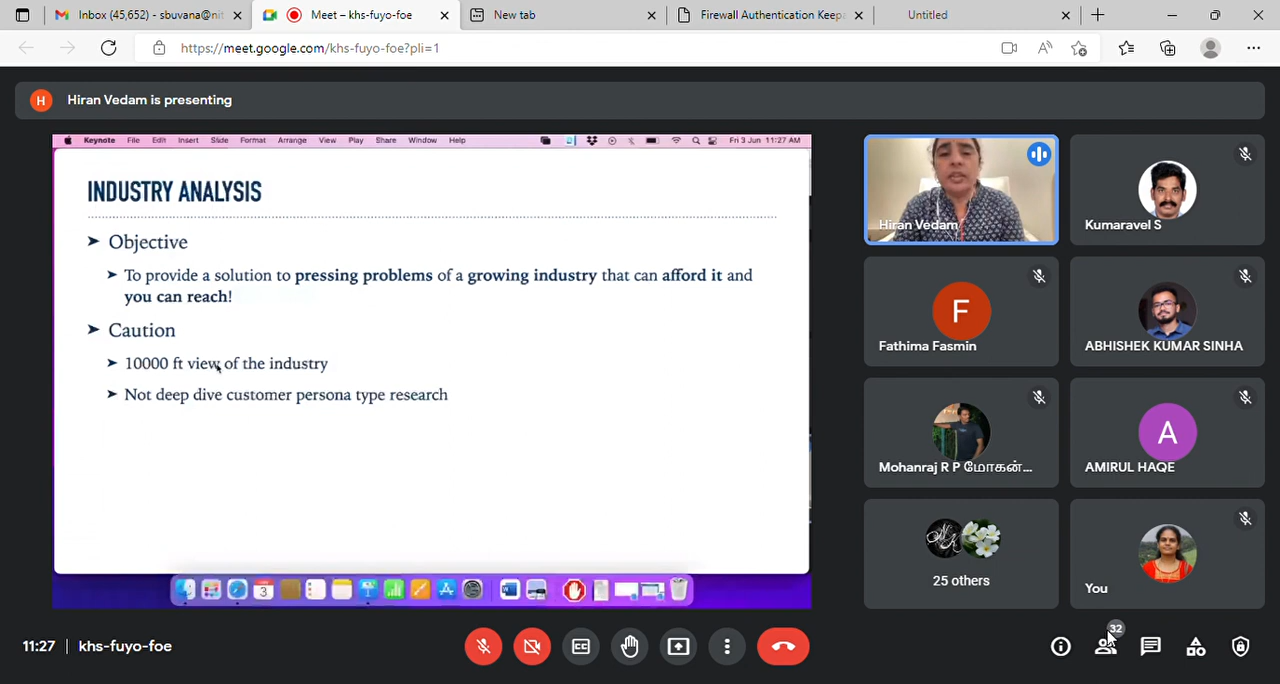 Inbox (45,652) - sbuvana@nit
Meet – khs-fuyo-foe
New tab
Firewall Authentication Keepa
Untitled
https://meet.google.com/khs-fuyo-foe?pli=1
H
Hiran Vedam is presenting
Keynote File Edit Insert Slide Format Arrange View Play Share Window Help
Fri 3 Jun 11:27 AM
INDUSTRY ANALYSIS
➤ Objective
➤ To provide a solution to pressing problems of a growing industry that can afford it and
you can reach!
➤ Caution
➤ 10000 ft view of the industry
➤ Not deep dive customer persona type research
3
Hiran Vedam
Kumaravel S
F
Fathima Fasmin
ABHISHEK KUMAR SINHA
Mohanraj R P மோகன்...
A
AMIRUL HAQE
25 others
You
11:27 | khs-fuyo-foe
32